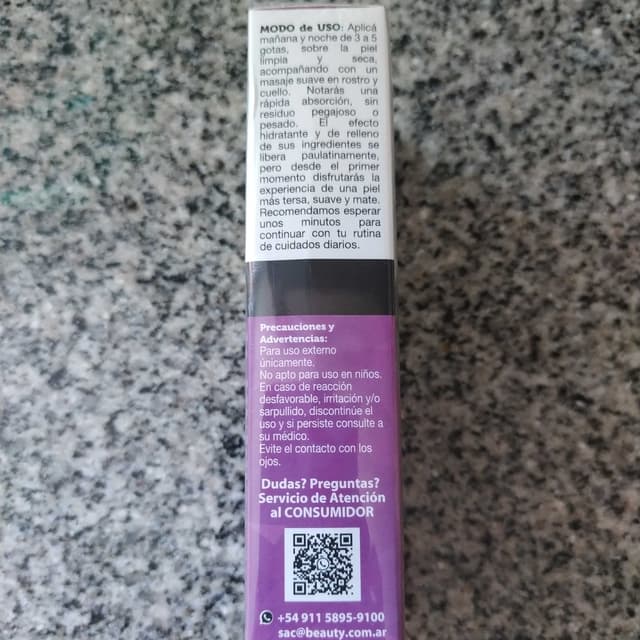 MODO de USO: Aplicá
mañana y noche de 3 a 5
gotas, sobre la piel
limpia y seca,
acompañando con un
masaje suave en rostro y
cuello. Notarás una
rápida absorción, sin
residuo pegajoso o
pesado. El efecto
hidratante y de relleno
de sus ingredientes se
libera paulatinamente,
pero desde el primer
momento disfrutarás la
experiencia de una piel
más tersa, suave y mate.
Recomendamos esperar
unos minutos para
continuar con tu rutina
de cuidados diarios.
Precauciones y
Advertencias:
Para uso externo
únicamente.
No apto para uso en niños.
En caso de reacción
desfavorable, irritación y/o
sarpullido, discontinúe el
uso y si persiste consulte a
su médico.
Evite el contacto con los
ojos.
Dudas? Preguntas?
Servicio de Atención
al CONSUMIDOR
+54 911 5895-9100
sac@beauty.com.ar